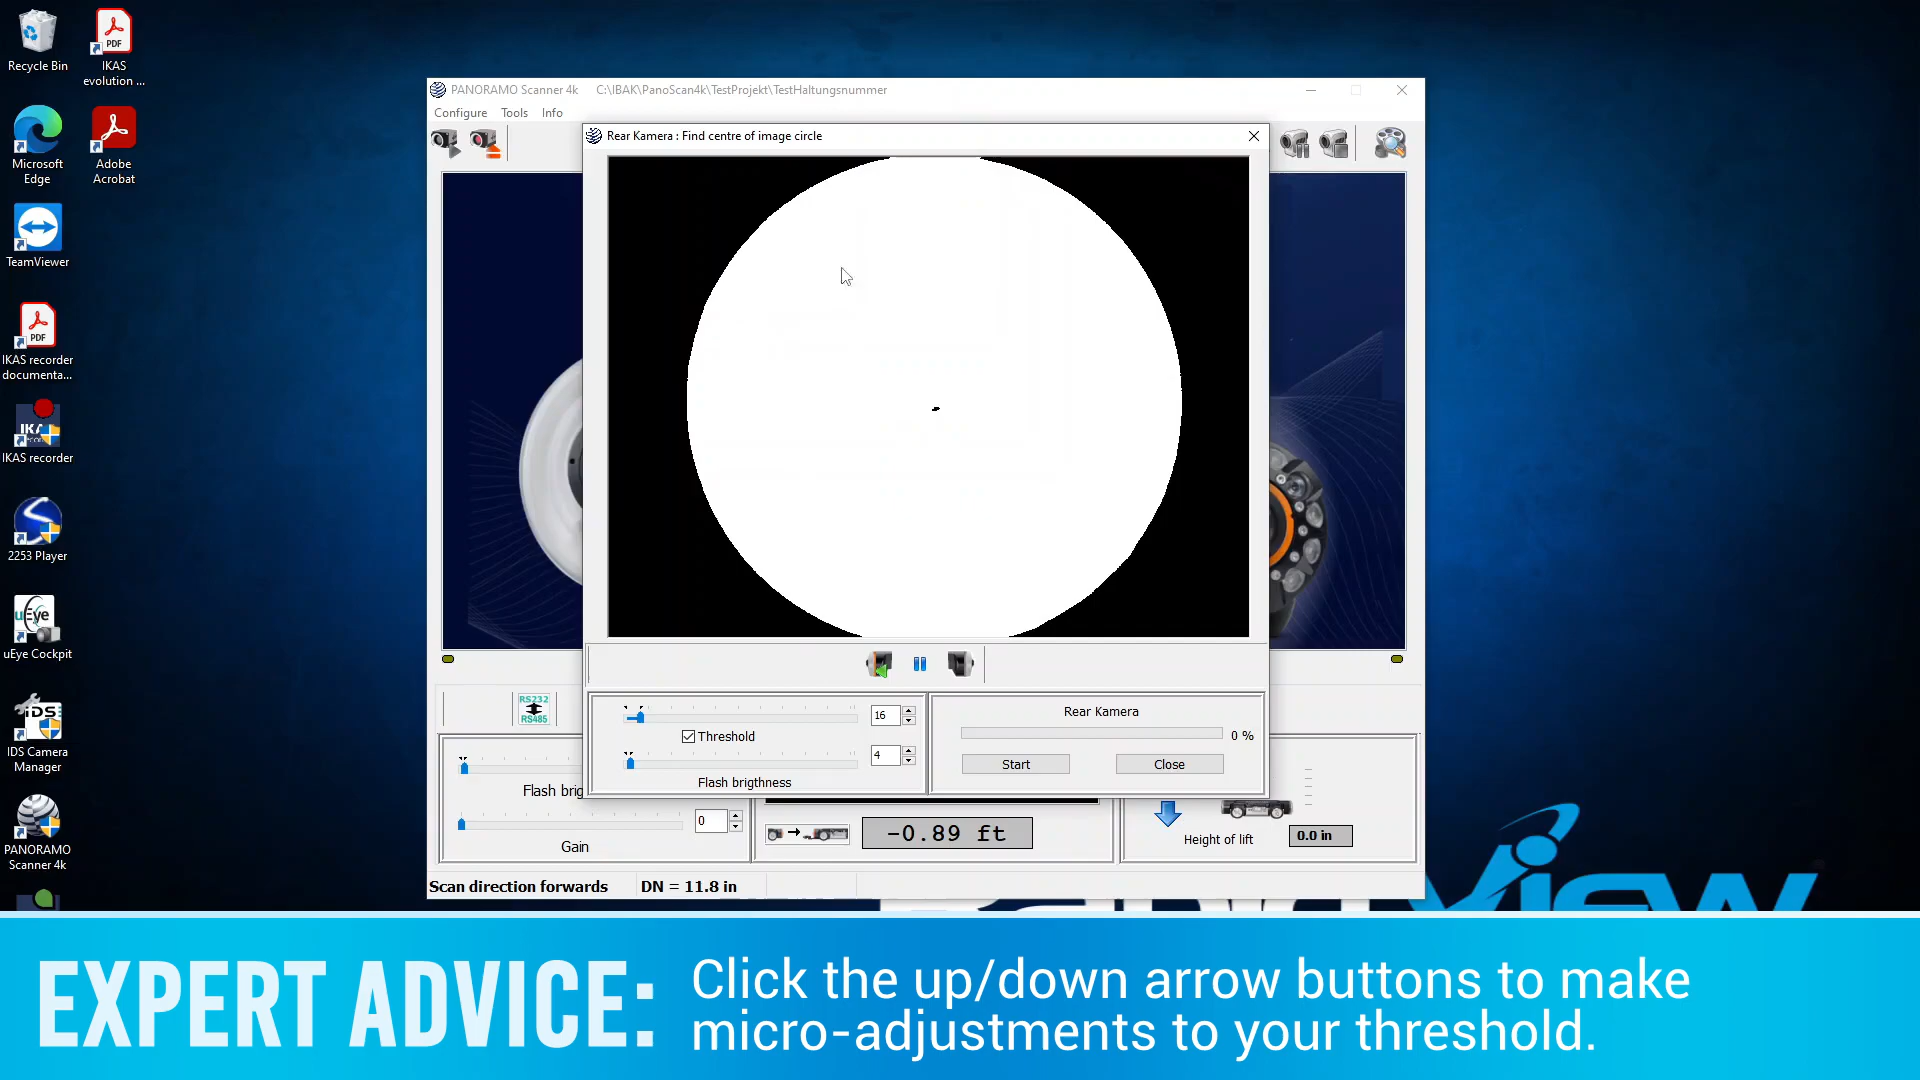 Recycle Bin
IKAS
evolution ...
Microsoft
Edge
Adobe
Acrobat
TeamViewer
IKAS recorder
documenta...
IKAS recorder
2253 Player
uEye
uEye Cockpit
iDS
IDS Camera
Manager
PANORAMO
Scanner 4k
PANORAMO Scanner 4k C:\IBAK\PanoScan4k\TestProjekt\TestHaltungsnummer
Configure Tools Info
Rear Kamera : Find centre of image circle
RS232
RS485
16
Threshold
4
Flash brigthness
Rear Kamera
0 %
Start Close
Flash brig
0
Gain
-0.89 ft
Height of lift
0.0 in
Scan direction forwards DN = 11.8 in
EXPERT ADVICE:
Click the up/down arrow buttons to make
micro-adjustments to your threshold.